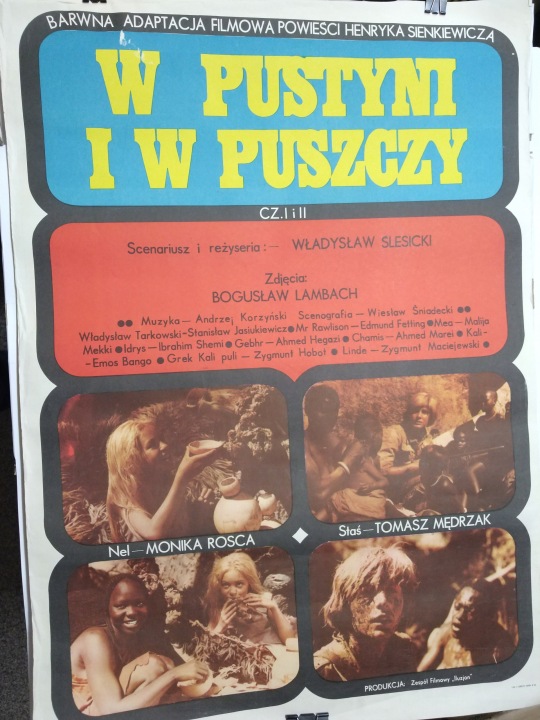 BARWNA ADAPTACJA FILMOWA POWIEŚCI HENRYKA SIENKIEWICZA
W PUSTYNI
I W PUSZCZY
CZ. I i II
Scenariusz i reżyseria: — WŁADYSŁAW SLESICKI
Zdjęcia:
BOGUSŁAW LAMBACH
●● Muzyka — Andrzej Korzyński Scenografia — Wiesław Śniadecki ●●
Władysław Tarkowski – Stanisław Jasiukiewicz ● Mr Rawlison – Edmund Fetting ● Mea – Malija
Mekki ● Idrys – Ibrahim Shemi ● Gebhr – Ahmed Hegazi ● Chamis – Ahmed Marei ● Kali –
– Emos Bango ● Grek Kali puli – Zygmunt Hobot ● Linde – Zygmunt Maciejewski ●
Nel — MONIKA ROSCA
Staś — TOMASZ MĘDRZAK
PRODUKCJA: Zespół Filmowy „Iluzjon”